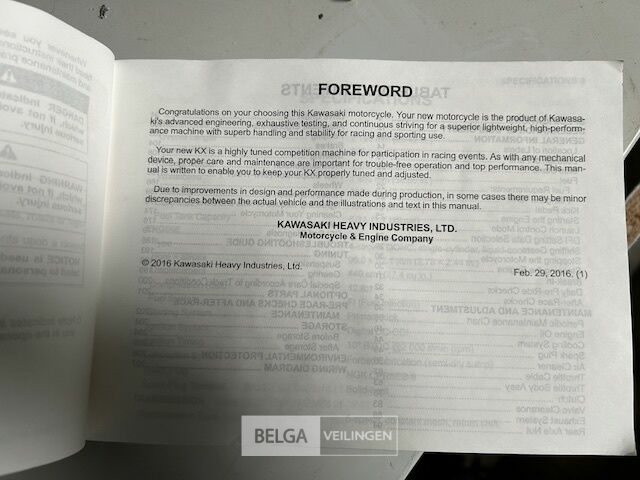 FOREWORD
Congratulations on your choosing this Kawasaki motorcycle. Your new motorcycle is the product of Kawasa-
ki's advanced engineering, exhaustive testing, and continuous striving for a superior lightweight, high-perform-
ance machine with superb handling and stability for racing and sporting use.
Your new KX is a highly tuned competition machine for participation in racing events. As with any mechanical
device, proper care and maintenance are important for trouble-free operation and top performance. This man-
ual is written to enable you to keep your KX properly tuned and adjusted.
Due to improvements in design and performance made during production, in some cases there may be minor
discrepancies between the actual vehicle and the illustrations and text in this manual.
KAWASAKI HEAVY INDUSTRIES, LTD.
Motorcycle & Engine Company
© 2016 Kawasaki Heavy Industries, Ltd.
Feb. 29, 2016. (1)
BELGA VEILINGEN